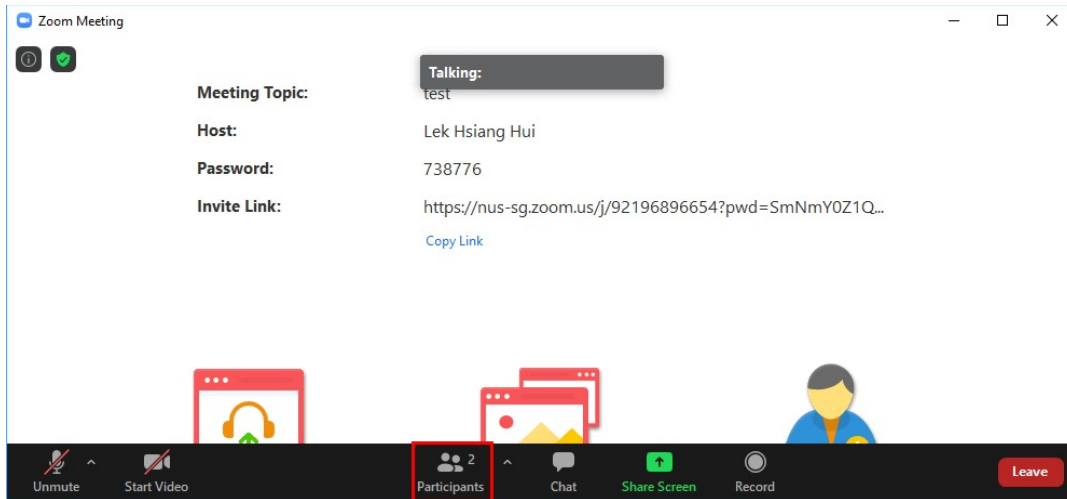 Zoom Meeting
Talking:
Meeting Topic: test
Host: Lek Hsiang Hui
Password: 738776
Invite Link: https://nus-sg.zoom.us/j/92196896654?pwd=SmNmY0Z1Q...
Copy Link
2
Unmute Start Video Participants Chat Share Screen Record Leave